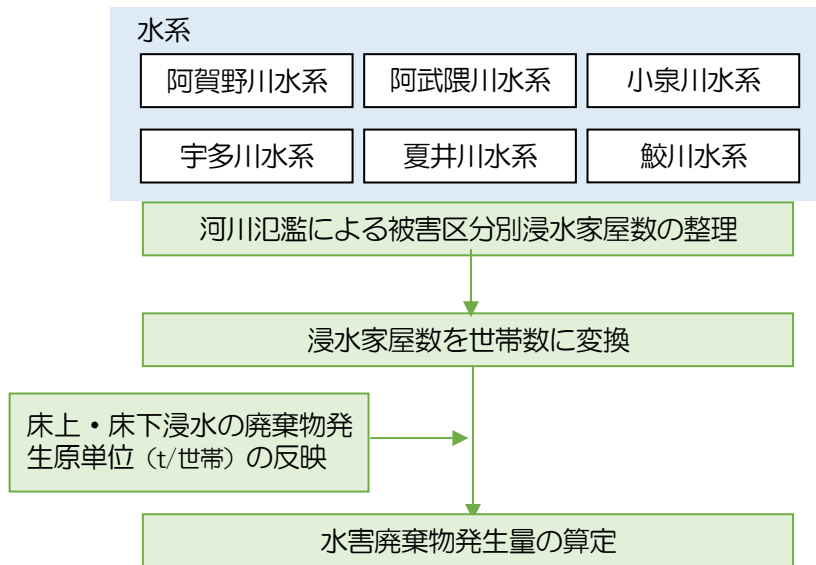 水系
阿賀野川水系
阿武隈川水系
小泉川水系
宇多川水系
夏井川水系
鮫川水系
河川氾濫による被害区分別浸水家屋数の整理
浸水家屋数を世帯数に変換
床上・床下浸水の廃棄物発
生原単位（t/世帯）の反映
水害廃棄物発生量の算定